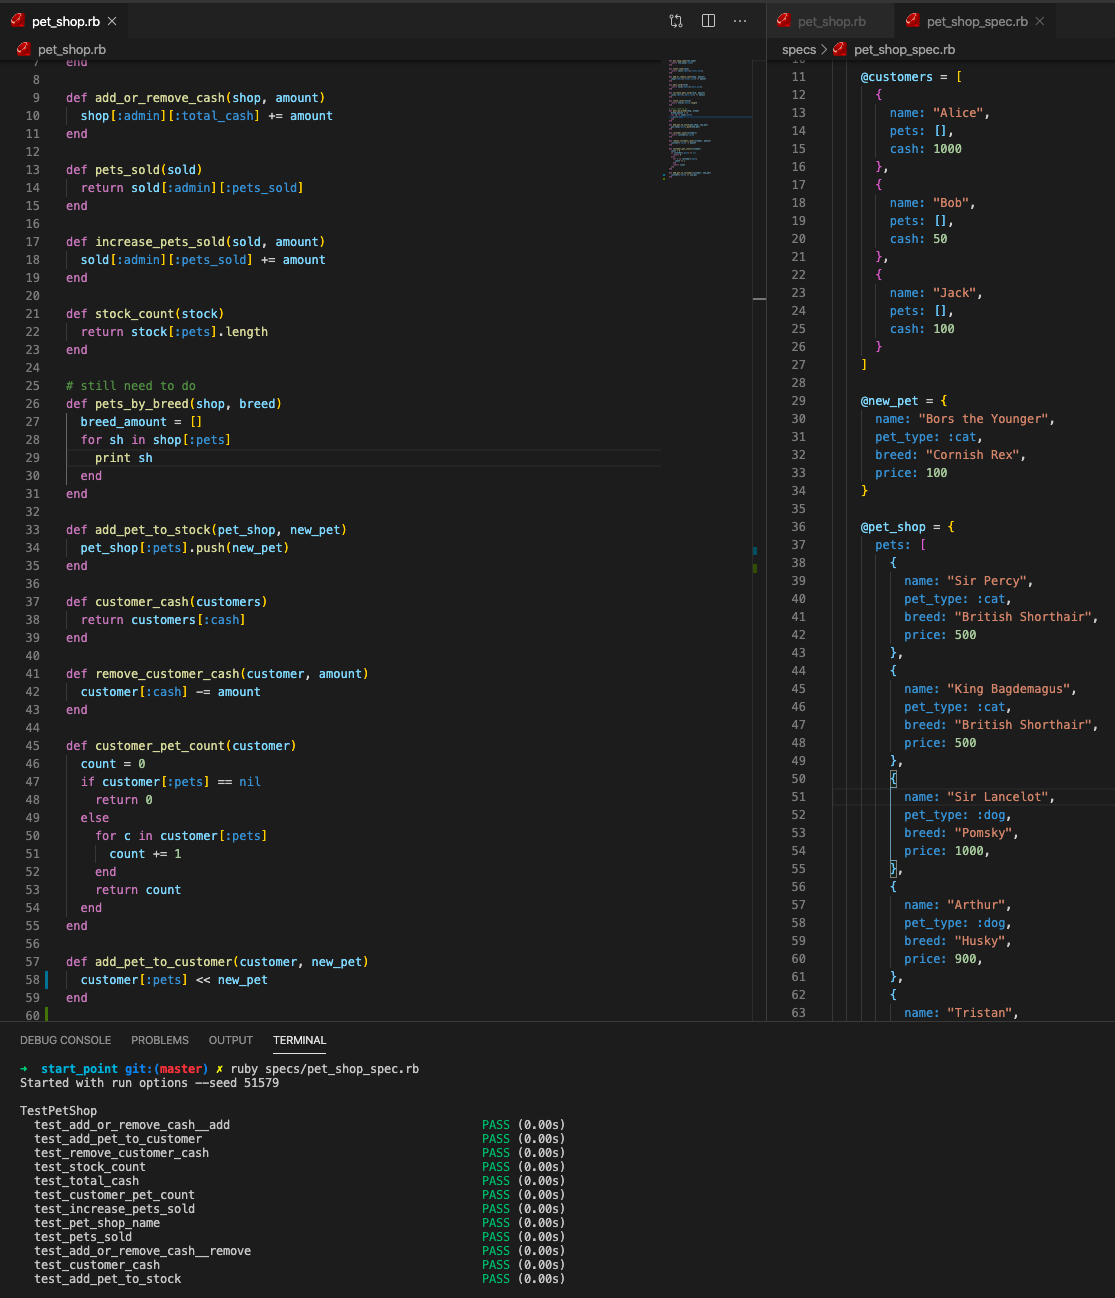 pet_shop.rb
pet_shop.rb
7 end
8
9 def add_or_remove_cash(shop, amount)
10 shop[:admin][:total_cash] += amount
11 end
12
13 def pets_sold(sold)
14 return sold[:admin][:pets_sold]
15 end
16
17 def increase_pets_sold(sold, amount)
18 sold[:admin][:pets_sold] += amount
19 end
20
21 def stock_count(stock)
22 return stock[:pets].length
23 end
24
25 # still need to do
26 def pets_by_breed(shop, breed)
27 breed_amount = []
28 for sh in shop[:pets]
29 print sh
30 end
31 end
32
33 def add_pet_to_stock(pet_shop, new_pet)
34 pet_shop[:pets].push(new_pet)
35 end
36
37 def customer_cash(customers)
38 return customers[:cash]
39 end
40
41 def remove_customer_cash(customer, amount)
42 customer[:cash] -= amount
43 end
44
45 def customer_pet_count(customer)
46 count = 0
47 if customer[:pets] == nil
48 return 0
49 else
50 for c in customer[:pets]
51 count += 1
52 end
53 return count
54 end
55 end
56
57 def add_pet_to_customer(customer, new_pet)
58 customer[:pets] << new_pet
59 end
60
pet_shop.rb pet_shop_spec.rb
specs > pet_shop_spec.rb
10
11 @customers = [
12 {
13 name: "Alice",
14 pets: [],
15 cash: 1000
16 },
17 {
18 name: "Bob",
19 pets: [],
20 cash: 50
21 },
22 {
23 name: "Jack",
24 pets: [],
25 cash: 100
26 }
27 ]
28
29 @new_pet = {
30 name: "Bors the Younger",
31 pet_type: :cat,
32 breed: "Cornish Rex",
33 price: 100
34 }
35
36 @pet_shop = {
37 pets: [
38 {
39 name: "Sir Percy",
40 pet_type: :cat,
41 breed: "British Shorthair",
42 price: 500
43 },
44 {
45 name: "King Bagdemagus",
46 pet_type: :cat,
47 breed: "British Shorthair",
48 price: 500
49 },
50 {
51 name: "Sir Lancelot",
52 pet_type: :dog,
53 breed: "Pomsky",
54 price: 1000,
55 },
56 {
57 name: "Arthur",
58 pet_type: :dog,
59 breed: "Husky",
60 price: 900,
61 },
62 {
63 name: "Tristan",
DEBUG CONSOLE PROBLEMS OUTPUT TERMINAL
➜ start_point git:(master) ✗ ruby specs/pet_shop_spec.rb
Started with run options --seed 51579

TestPetShop
test_add_or_remove_cash__add PASS (0.00s)
test_add_pet_to_customer PASS (0.00s)
test_remove_customer_cash PASS (0.00s)
test_stock_count PASS (0.00s)
test_total_cash PASS (0.00s)
test_customer_pet_count PASS (0.00s)
test_increase_pets_sold PASS (0.00s)
test_pet_shop_name PASS (0.00s)
test_pets_sold PASS (0.00s)
test_add_or_remove_cash__remove PASS (0.00s)
test_customer_cash PASS (0.00s)
test_add_pet_to_stock PASS (0.00s)